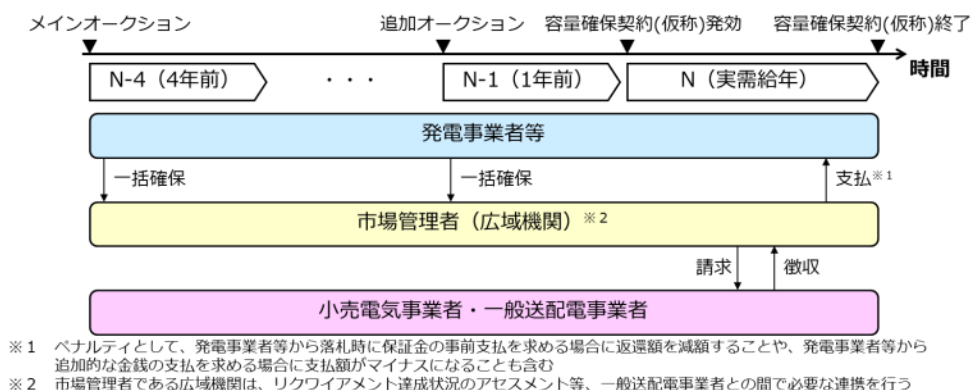 メインオークション 追加オークション 容量確保契約(仮称)発効 容量確保契約(仮称)終了
時間
N-4（4年前） ・・・ N-1（1年前） N（実需給年）
発電事業者等
一括確保 一括確保 支払※1
市場管理者（広域機関）※2
請求 徴収
小売電気事業者・一般送配電事業者
※1 ペナルティとして、発電事業者等から落札時に保証金の事前支払を求める場合に返還額を減額することや、発電事業者等から
追加的な金銭の支払を求める場合に支払額がマイナスになることも含む
※2 市場管理者である広域機関は、リクワイアメント達成状況のアセスメント等、一般送配電事業者との間で必要な連携を行う